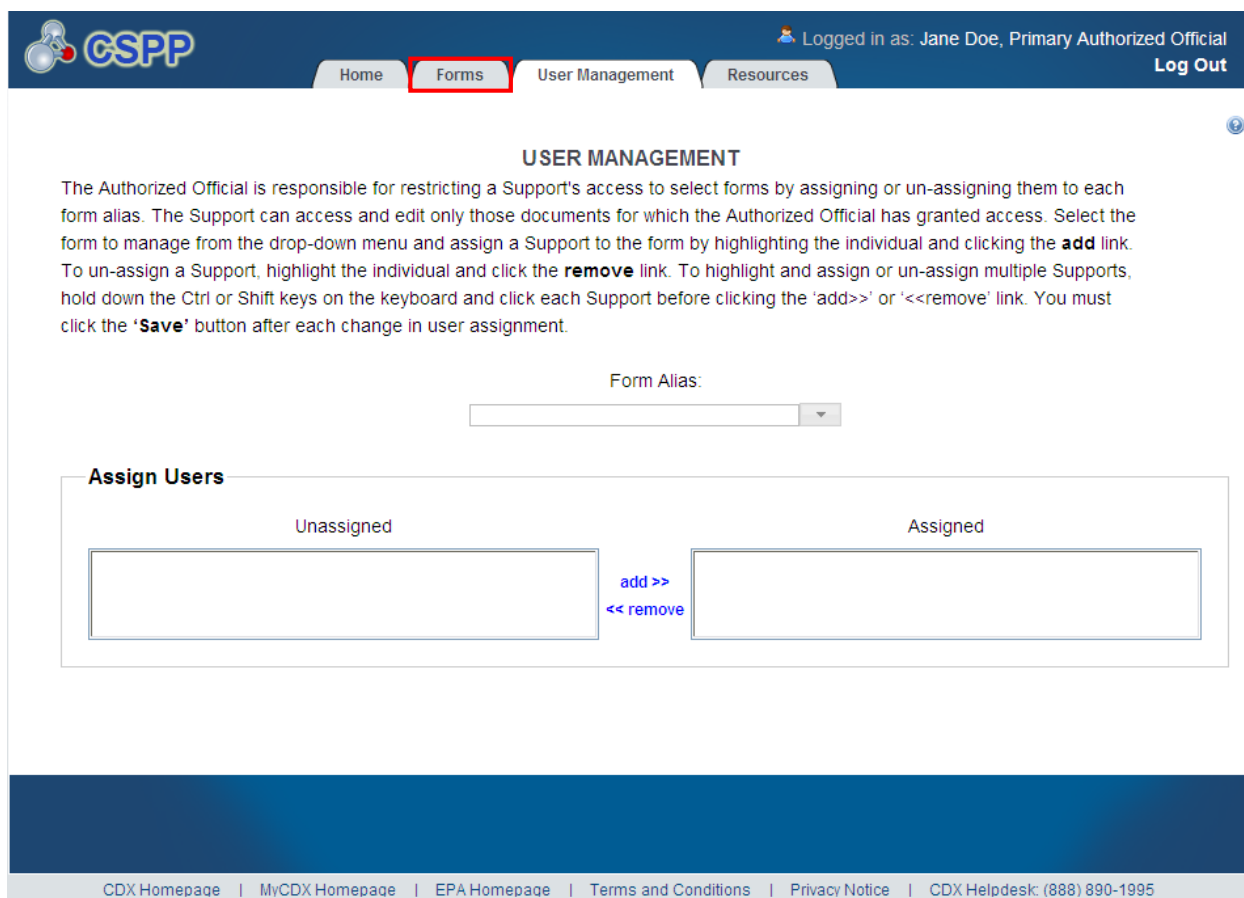 CSPP
Logged in as: Jane Doe, Primary Authorized Official
Log Out
Home Forms User Management Resources
USER MANAGEMENT
The Authorized Official is responsible for restricting a Support's access to select forms by assigning or un-assigning them to each
form alias. The Support can access and edit only those documents for which the Authorized Official has granted access. Select the
form to manage from the drop-down menu and assign a Support to the form by highlighting the individual and clicking the add link.
To un-assign a Support, highlight the individual and click the remove link. To highlight and assign or un-assign multiple Supports,
hold down the Ctrl or Shift keys on the keyboard and click each Support before clicking the ‘add>>’ or ‘<<remove’ link. You must
click the ‘Save’ button after each change in user assignment.
Form Alias:
Assign Users
Unassigned Assigned
add >>
<< remove
CDX Homepage | MyCDX Homepage | EPA Homepage | Terms and Conditions | Privacy Notice | CDX Helpdesk: (888) 890-1995